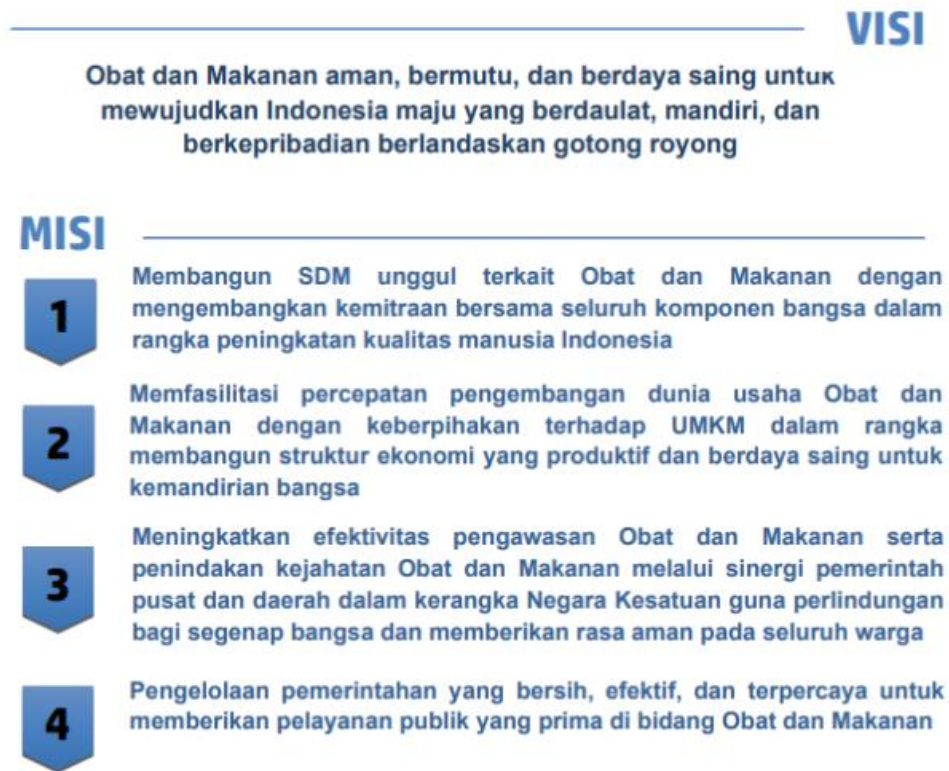 VISI
Obat dan Makanan aman, bermutu, dan berdaya saing untuk
mewujudkan Indonesia maju yang berdaulat, mandiri, dan
berkepribadian berlandaskan gotong royong
MISI
1
Membangun SDM unggul terkait Obat dan Makanan dengan
mengembangkan kemitraan bersama seluruh komponen bangsa dalam
rangka peningkatan kualitas manusia Indonesia
2
Memfasilitasi percepatan pengembangan dunia usaha Obat dan
Makanan dengan keberpihakan terhadap UMKM dalam rangka
membangun struktur ekonomi yang produktif dan berdaya saing untuk
kemandirian bangsa
3
Meningkatkan efektivitas pengawasan Obat dan Makanan serta
penindakan kejahatan Obat dan Makanan melalui sinergi pemerintah
pusat dan daerah dalam kerangka Negara Kesatuan guna perlindungan
bagi segenap bangsa dan memberikan rasa aman pada seluruh warga
4
Pengelolaan pemerintahan yang bersih, efektif, dan terpercaya untuk
memberikan pelayanan publik yang prima di bidang Obat dan Makanan